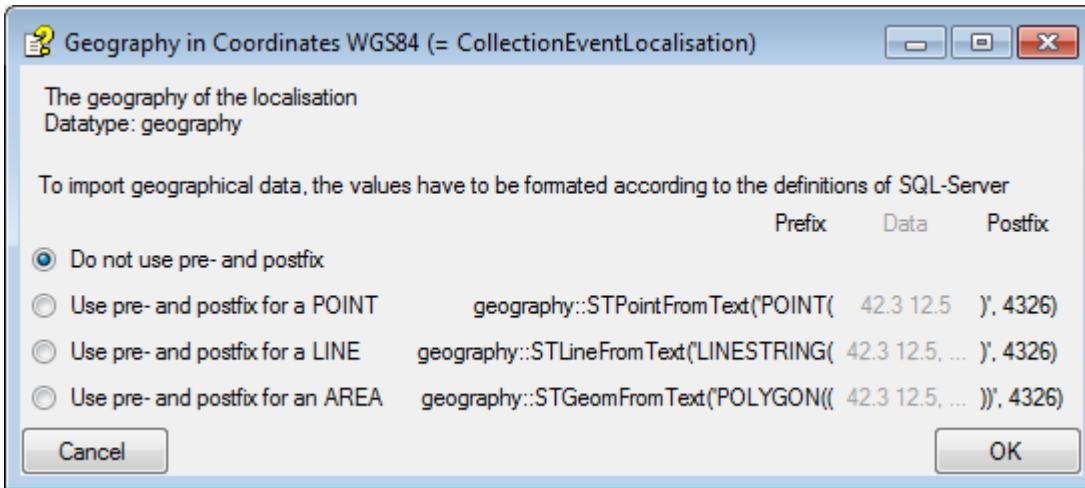 Geography in Coordinates WGS84 (= CollectionEventLocalisation)
The geography of the localisation
Datatype: geography
To import geographical data, the values have to be formated according to the definitions of SQL-Server
Prefix Data Postfix
Do not use pre- and postfix
Use pre- and postfix for a POINT geography::STPointFromText('POINT( 42.3 12.5 )', 4326)
Use pre- and postfix for a LINE geography::STLineFromText('LINESTRING( 42.3 12.5, ... )', 4326)
Use pre- and postfix for an AREA geography::STGeomFromText('POLYGON(( 42.3 12.5, ... ))', 4326)
Cancel OK